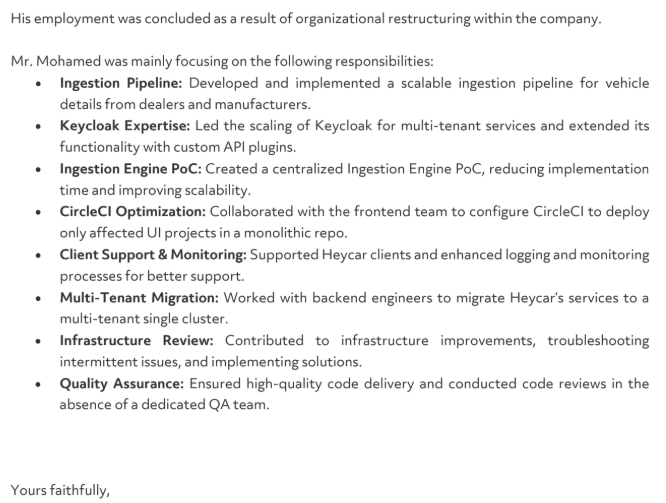 His employment was concluded as a result of organizational restructuring within the company.
Mr. Mohamed was mainly focusing on the following responsibilities:
• Ingestion Pipeline: Developed and implemented a scalable ingestion pipeline for vehicle
details from dealers and manufacturers.
• Keycloak Expertise: Led the scaling of Keycloak for multi-tenant services and extended its
functionality with custom API plugins.
• Ingestion Engine PoC: Created a centralized Ingestion Engine PoC, reducing implementation
time and improving scalability.
• CircleCI Optimization: Collaborated with the frontend team to configure CircleCI to deploy
only affected UI projects in a monolithic repo.
• Client Support & Monitoring: Supported Heycar clients and enhanced logging and monitoring
processes for better support.
• Multi-Tenant Migration: Worked with backend engineers to migrate Heycar's services to a
multi-tenant single cluster.
• Infrastructure Review: Contributed to infrastructure improvements, troubleshooting
intermittent issues, and implementing solutions.
• Quality Assurance: Ensured high-quality code delivery and conducted code reviews in the
absence of a dedicated QA team.
Yours faithfully,